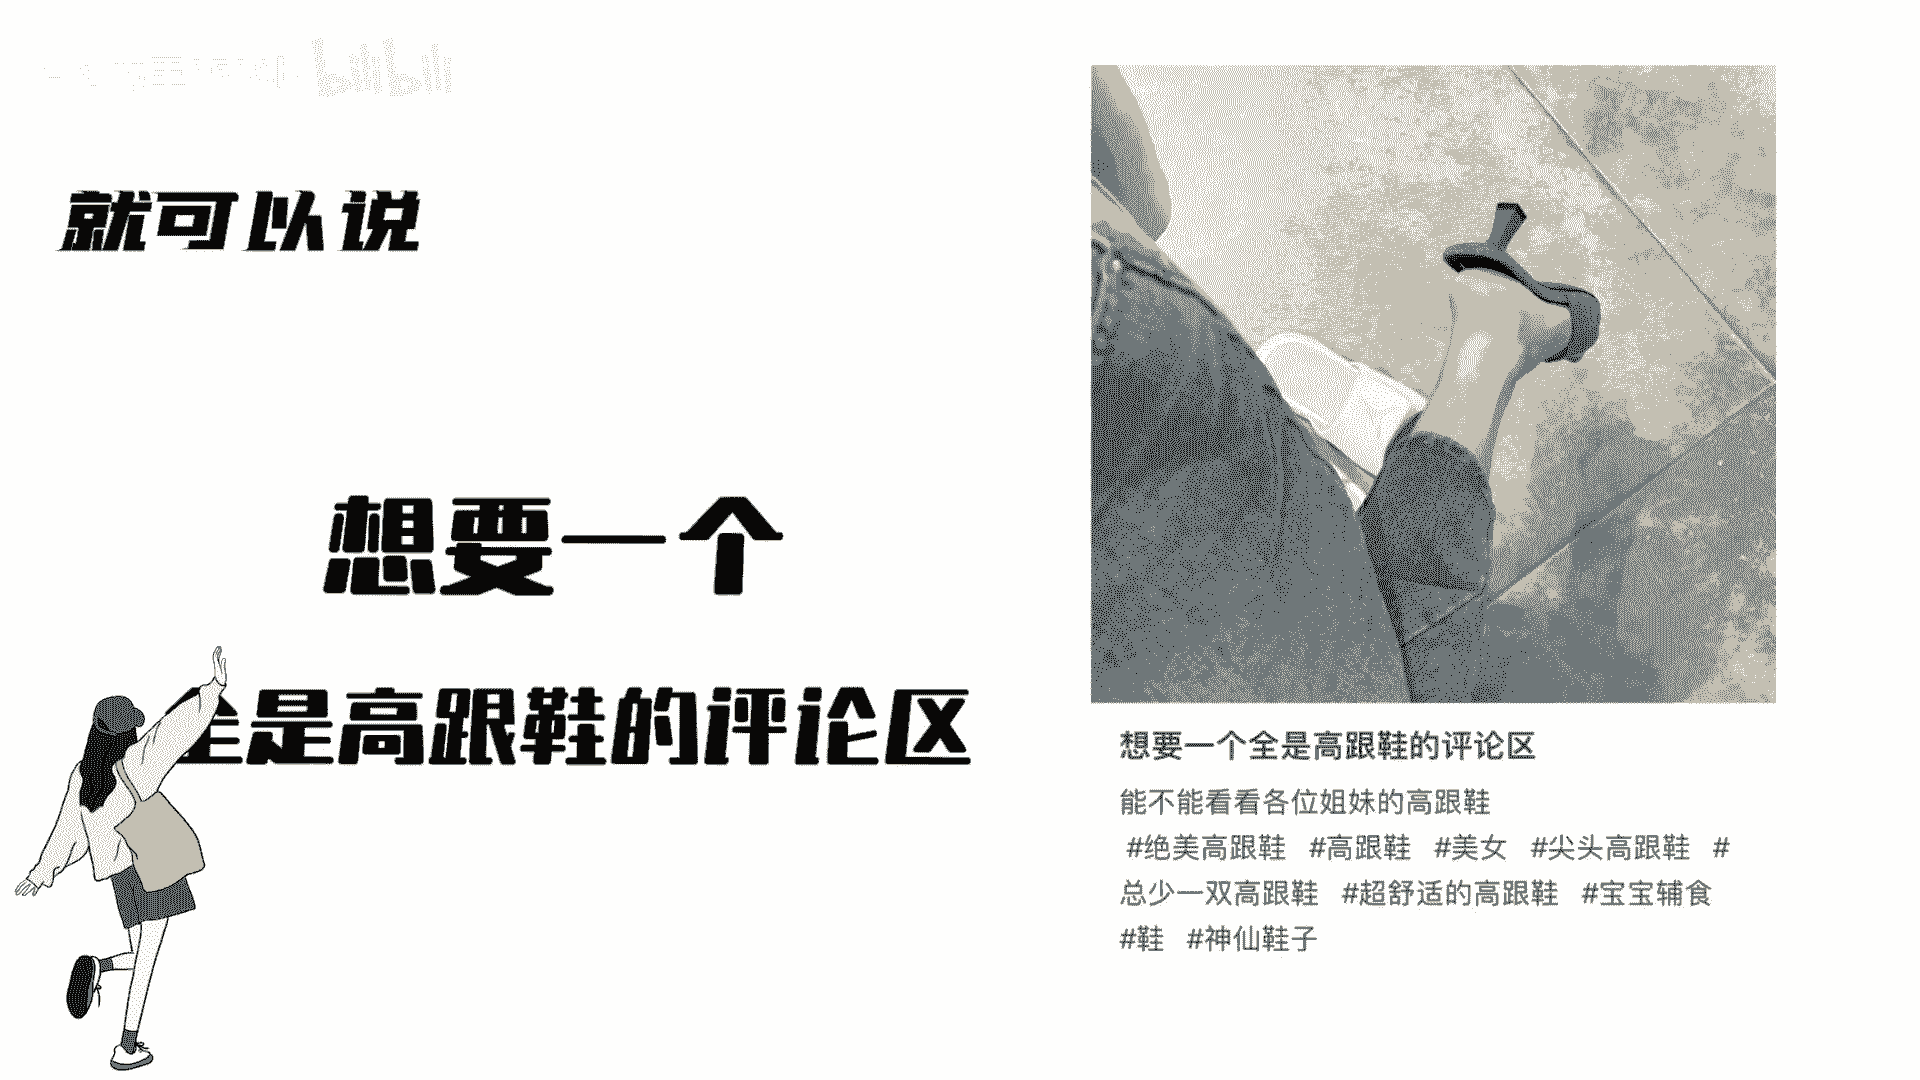 bilibili
就可以说
想要一个
全是高跟鞋的评论区
想要一个全是高跟鞋的评论区
能不能看看各位姐妹的高跟鞋
#绝美高跟鞋 #高跟鞋 #美女 #尖头高跟鞋 #
总少一双高跟鞋 #超舒适的高跟鞋 #宝宝辅食
#鞋 #神仙鞋子